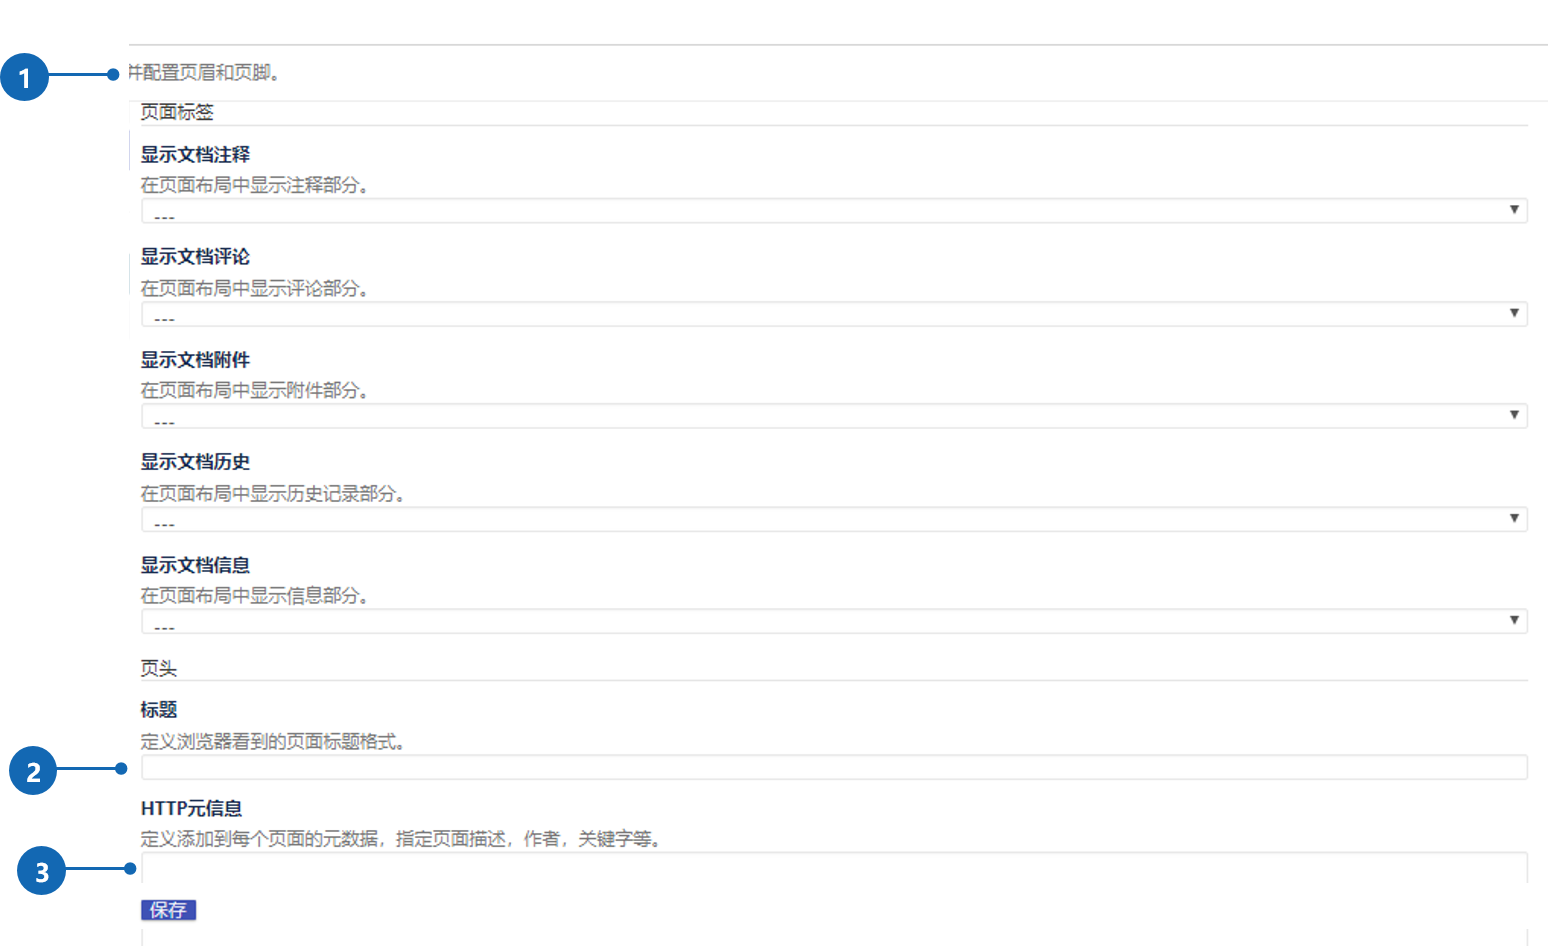 1
并配置页眉和页脚。
页面标签
显示文档注释
在页面布局中显示注释部分。
---
显示文档评论
在页面布局中显示评论部分。
---
显示文档附件
在页面布局中显示附件部分。
---
显示文档历史
在页面布局中显示历史记录部分。
---
显示文档信息
在页面布局中显示信息部分。
---
页头
标题
定义浏览器看到的页面标题格式。
2
HTTP元信息
定义添加到每个页面的元数据，指定页面描述，作者，关键字等。
3
保存